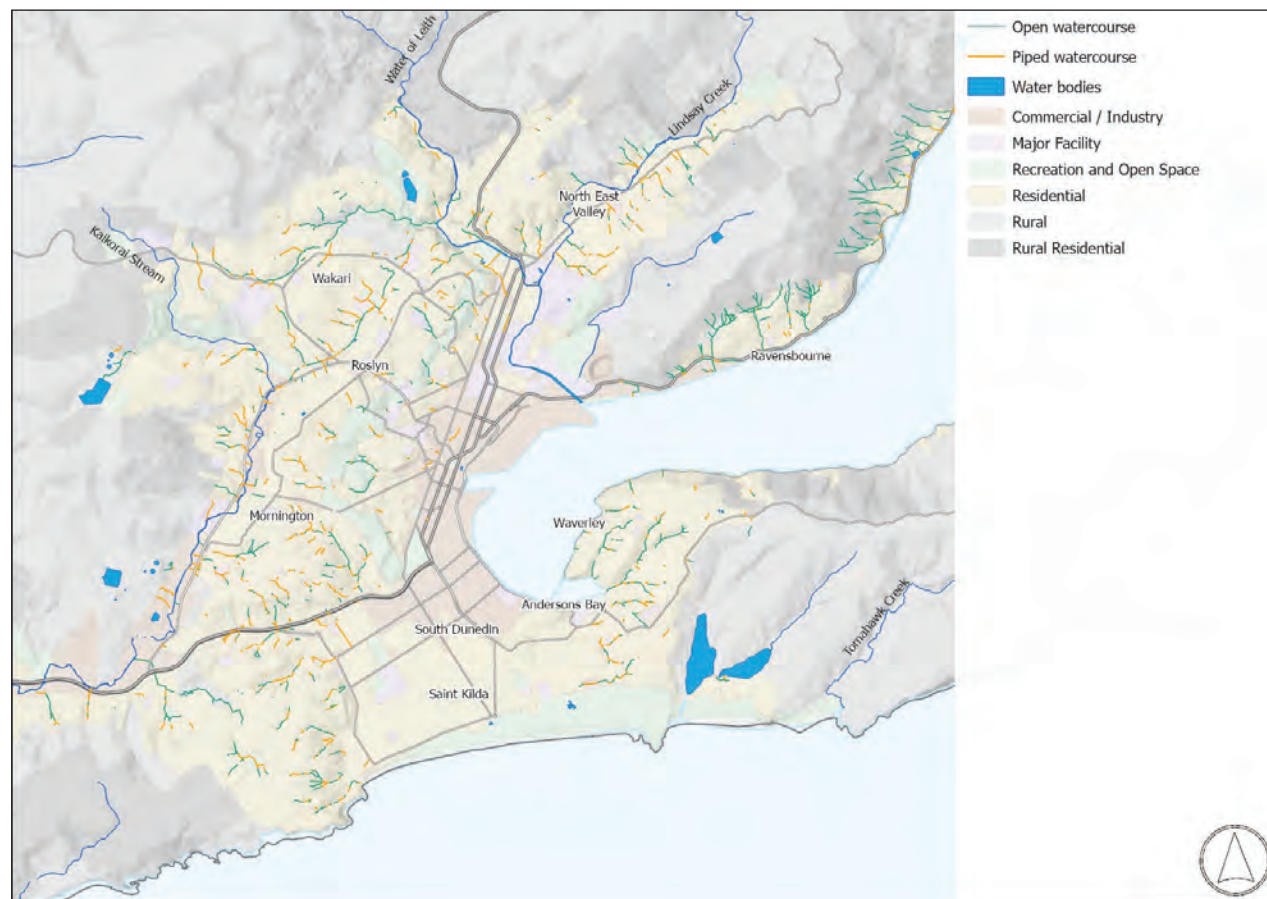 Water of Leith
Lindsay Creek
North East
Valley
Kaikorai Stream
Wakari
Roslyn
Ravensbourne
Mornington
Waverley
Andersons Bay
South Dunedin
Tomahawk Creek
Saint Kilda
Open watercourse
Piped watercourse
Water bodies
Commercial / Industry
Major Facility
Recreation and Open Space
Residential
Rural
Rural Residential